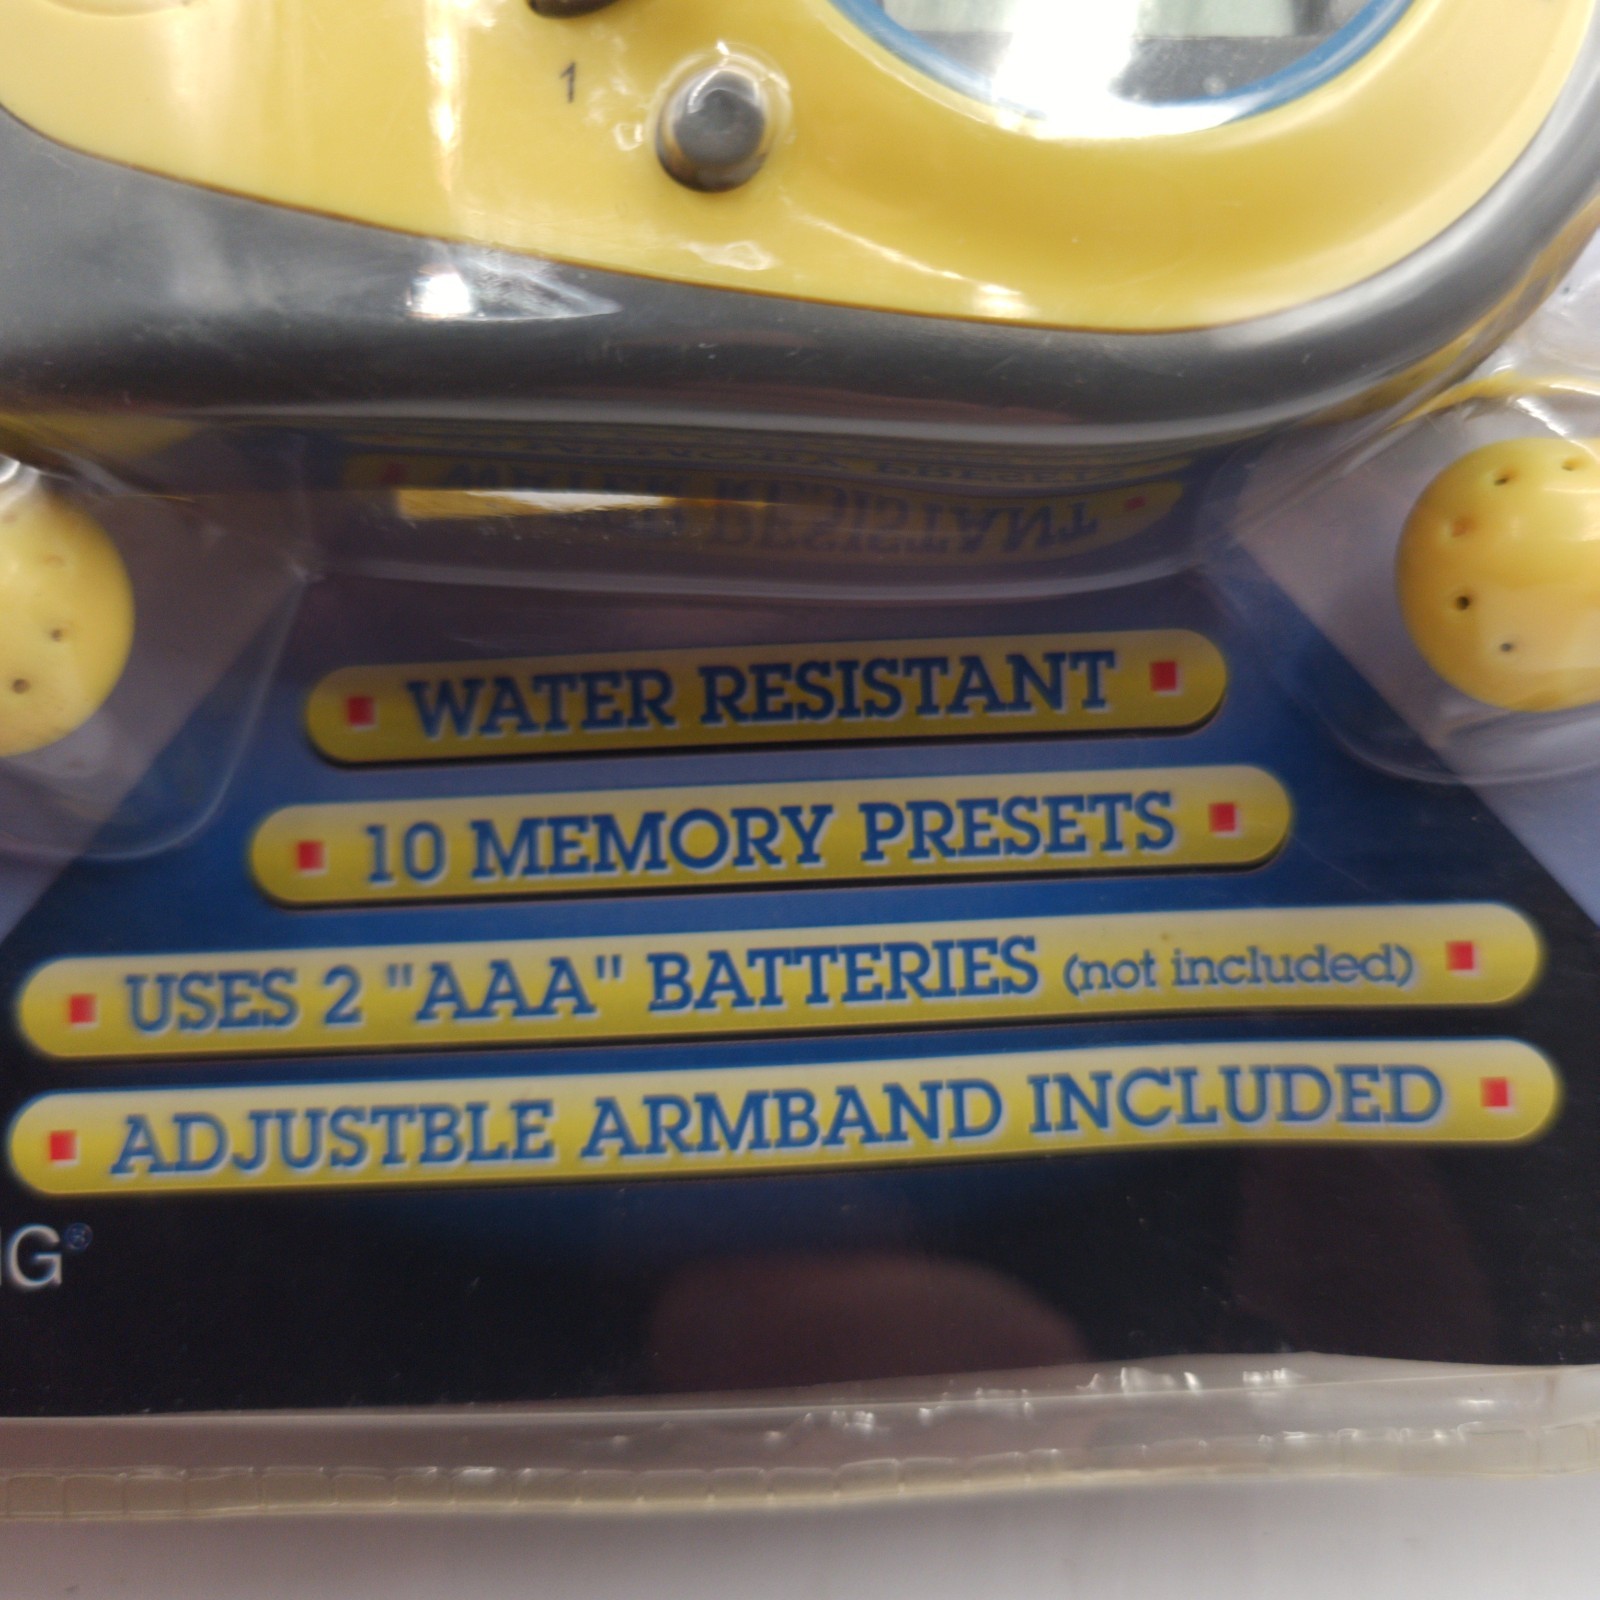 1
WATER RESISTANT
10 MEMORY PRESETS
USES 2 "AAA" BATTERIES (not included)
ADJUSTBLE ARMBAND INCLUDED